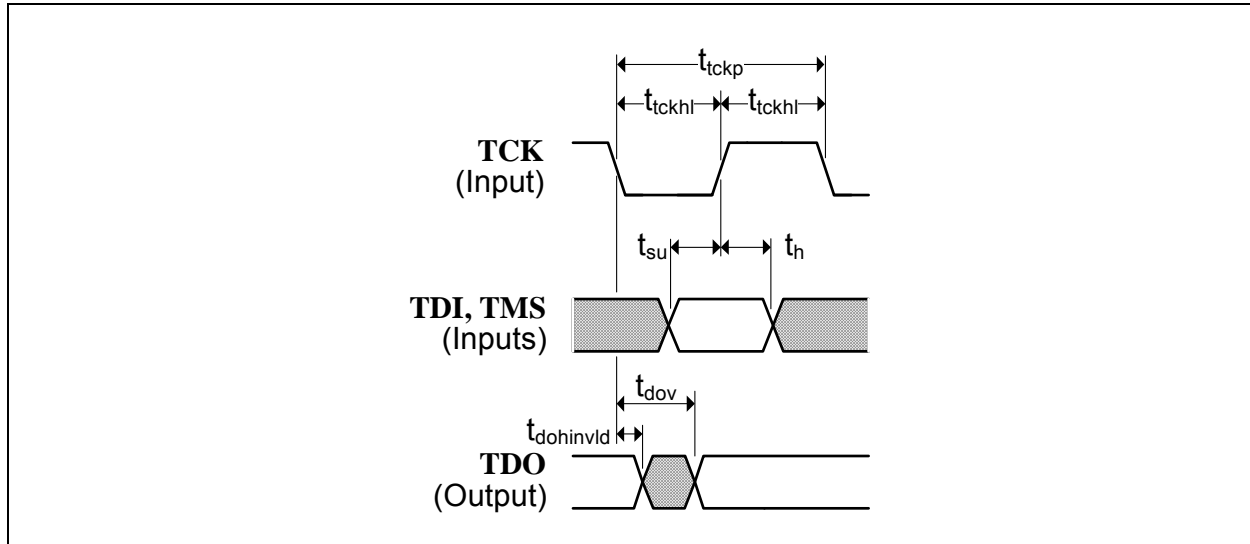 t_tckp
t_tckhl t_tckhl
TCK
(Input)
t_su t_h
TDI, TMS
(Inputs)
t_dov
t_dohinvld
TDO
(Output)